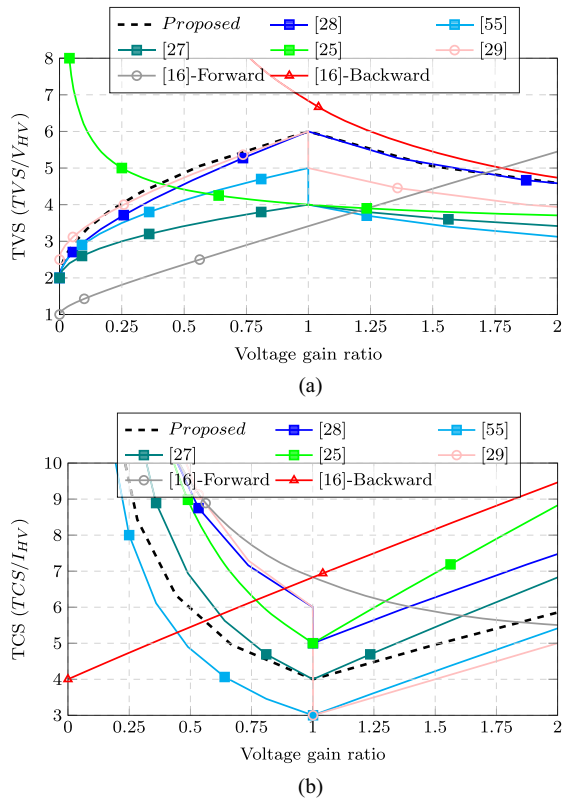 Proposed [28] [55]
[27] [25] [29]
[16]-Forward [16]-Backward
8
7
6
5
4
3
2
1
TVS (TVS/V_HV)
0 0.25 0.5 0.75 1 1.25 1.5 1.75 2
Voltage gain ratio
(a)
Proposed [28] [55]
[27] [25] [29]
[16]-Forward [16]-Backward
10
9
8
7
6
5
4
3
TCS (TCS/I_HV)
0 0.25 0.5 0.75 1 1.25 1.5 1.75 2
Voltage gain ratio
(b)